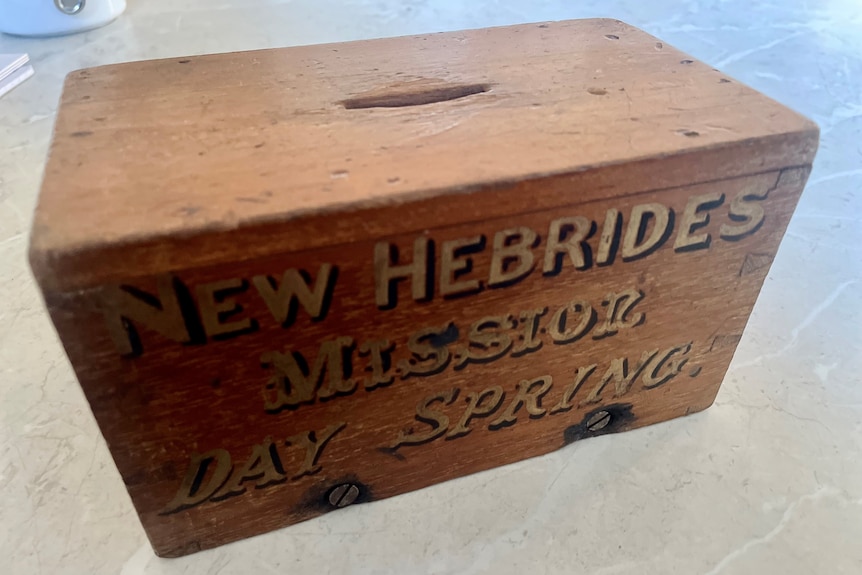 NEW HEBRIDES
MISSION
DAY SPRING.